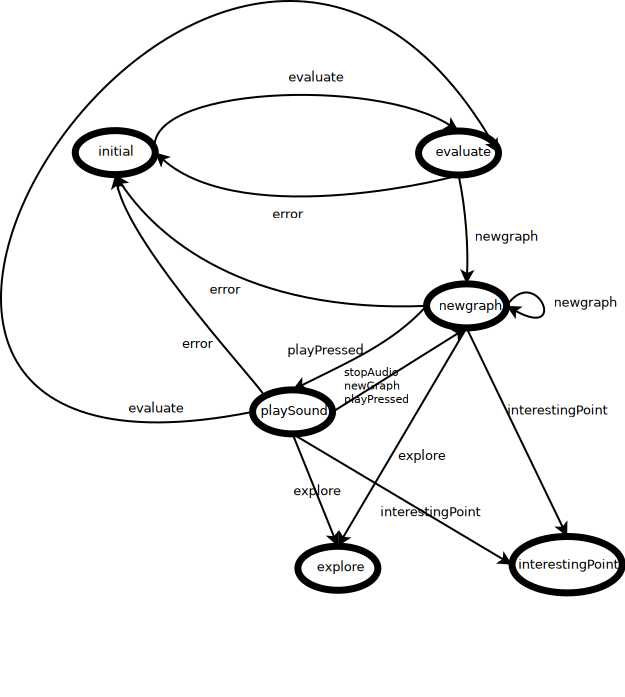 evaluate
initial
evaluate
error
newgraph
error
newgraph
newgraph
error
playPressed
stopAudio
newGraph
playPressed
evaluate
playSound
interestingPoint
explore
explore
interestingPoint
explore
interestingPoint